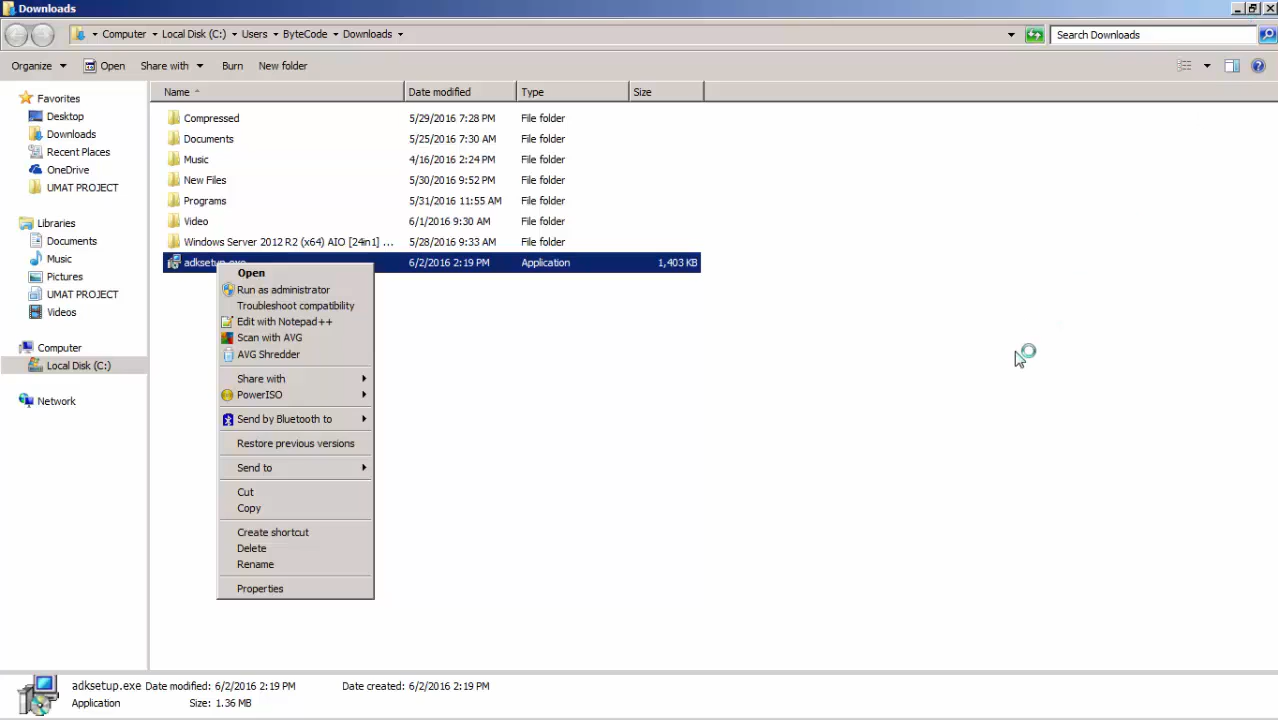 Downloads
Computer Local Disk (C:) Users ByteCode Downloads
Search Downloads
Organize Open Share with Burn New folder
Name Date modified Type Size
Favorites
Desktop
Downloads
Recent Places
OneDrive
UMAT PROJECT
Libraries
Documents
Music
Pictures
UMAT PROJECT
Videos
Computer
Local Disk (C:)
Network
Compressed 5/29/2016 7:28 PM File folder
Documents 5/25/2016 7:30 AM File folder
Music 4/16/2016 2:24 PM File folder
New Files 5/30/2016 9:52 PM File folder
Programs 5/31/2016 11:55 AM File folder
Video 6/1/2016 9:30 AM File folder
Windows Server 2012 R2 (x64) AIO [24in1] ... 5/28/2016 9:33 AM File folder
adksetup.exe 6/2/2016 2:19 PM Application 1,403 KB
Open
Run as administrator
Troubleshoot compatibility
Edit with Notepad++
Scan with AVG
AVG Shredder
Share with
PowerISO
Send by Bluetooth to
Restore previous versions
Send to
Cut
Copy
Create shortcut
Delete
Rename
Properties
adksetup.exe Date modified: 6/2/2016 2:19 PM Date created: 6/2/2016 2:19 PM
Application Size: 1.36 MB